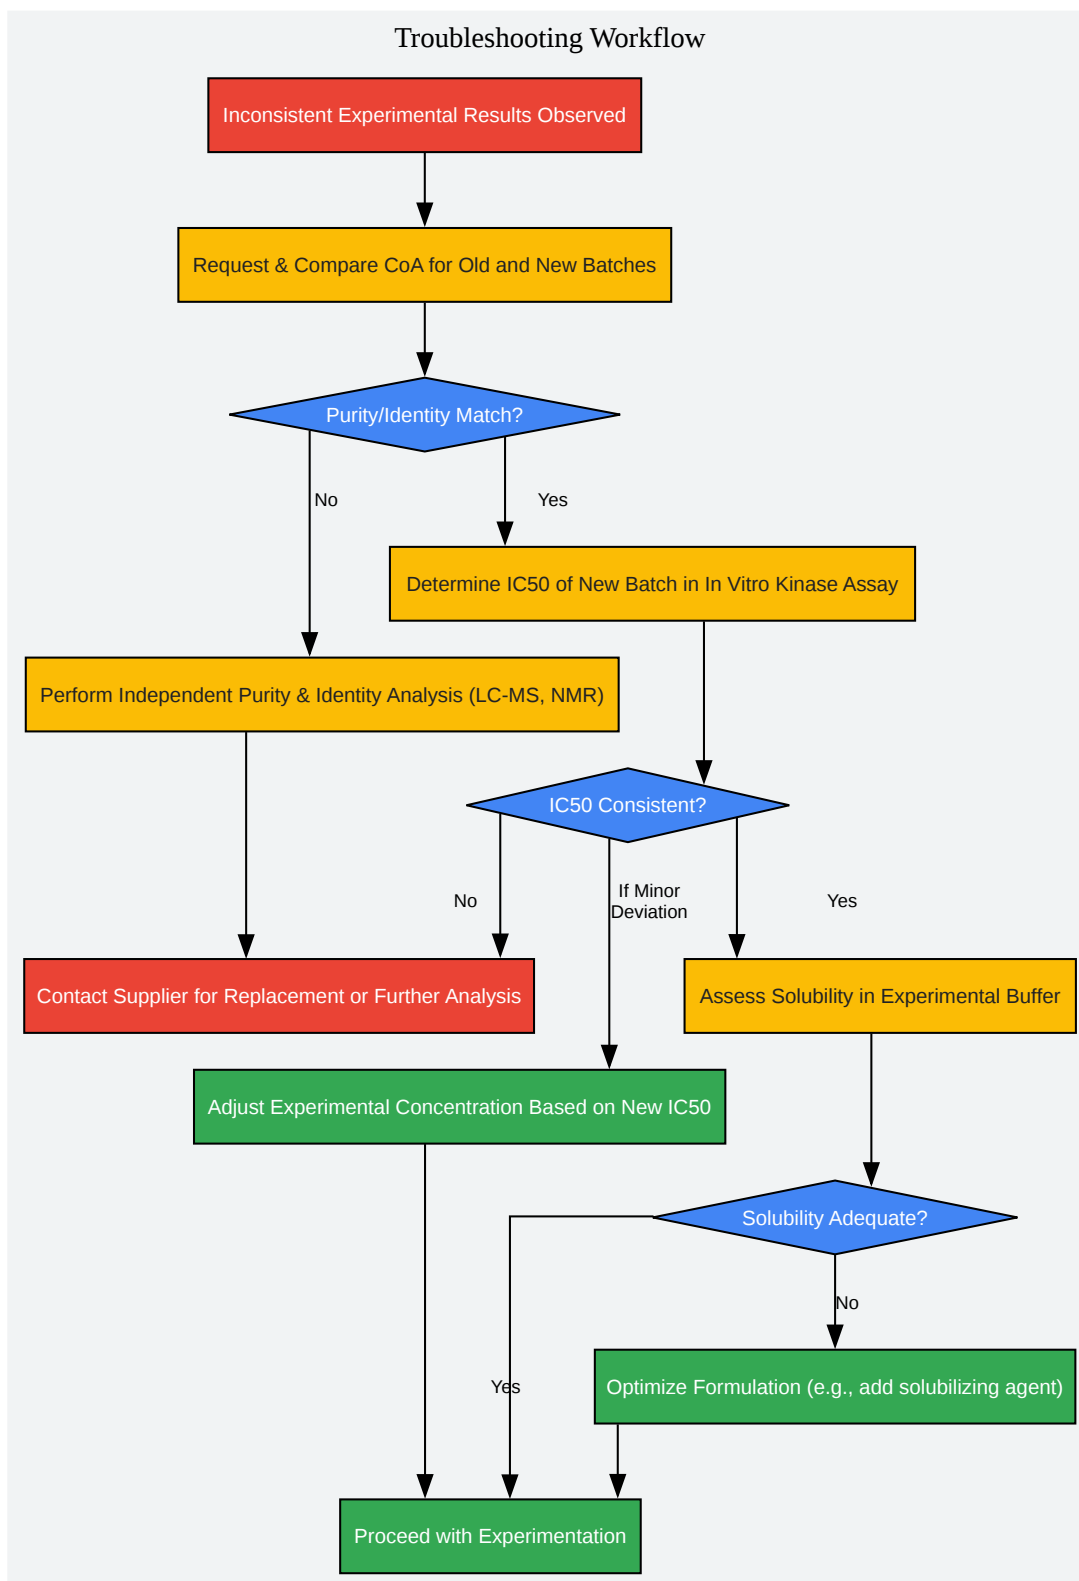 Troubleshooting Workflow
Inconsistent Experimental Results Observed
Request & Compare CoA for Old and New Batches
Purity/Identity Match?
No
Yes
Determine IC50 of New Batch in In Vitro Kinase Assay
Perform Independent Purity & Identity Analysis (LC-MS, NMR)
IC50 Consistent?
No
If Minor
Deviation
Yes
Contact Supplier for Replacement or Further Analysis
Assess Solubility in Experimental Buffer
Adjust Experimental Concentration Based on New IC50
Solubility Adequate?
No
Yes
Optimize Formulation (e.g., add solubilizing agent)
Proceed with Experimentation